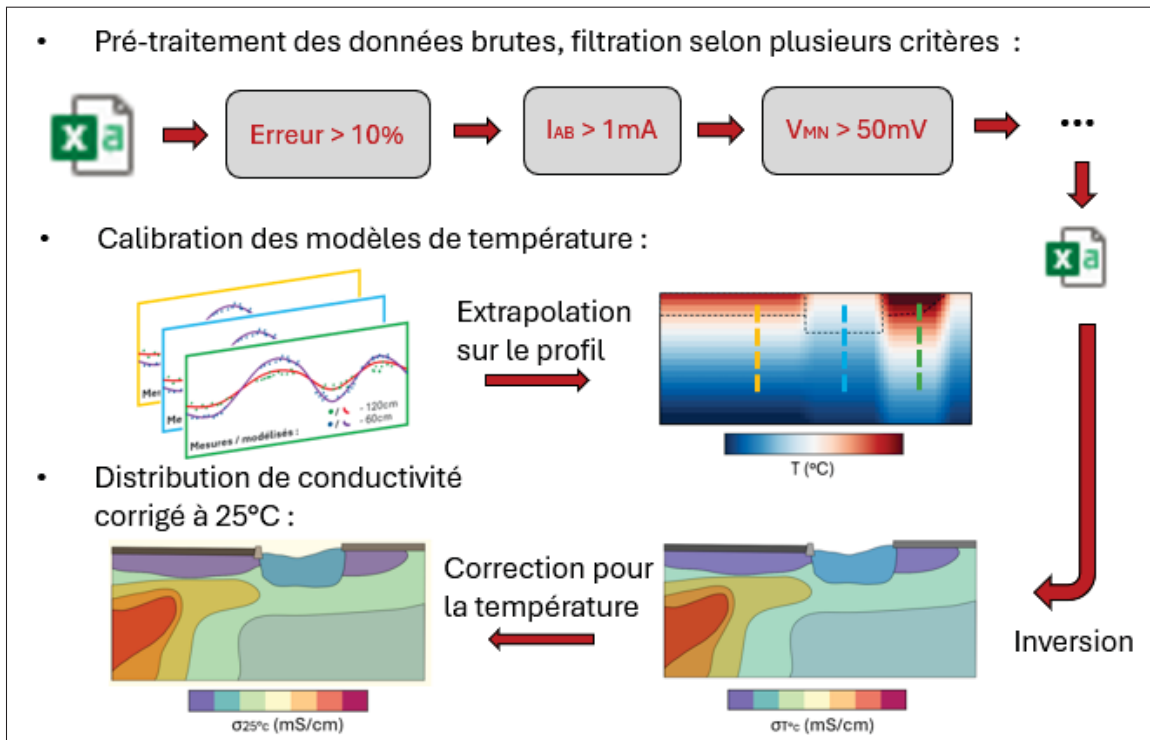 • Pré-traitement des données brutes, filtration selon plusieurs critères :
X a
Erreur > 10%
IAB > 1mA
VMN > 50mV
...
X a
• Calibration des modèles de température :
Mes
Mes
- 120cm
- 60cm
Mesures / modélisés :
Extrapolation
sur le profil
T (°C)
• Distribution de conductivité
corrigé à 25°C :
Correction pour
la température
Inversion
σ25°c (mS/cm)
σT°c (mS/cm)